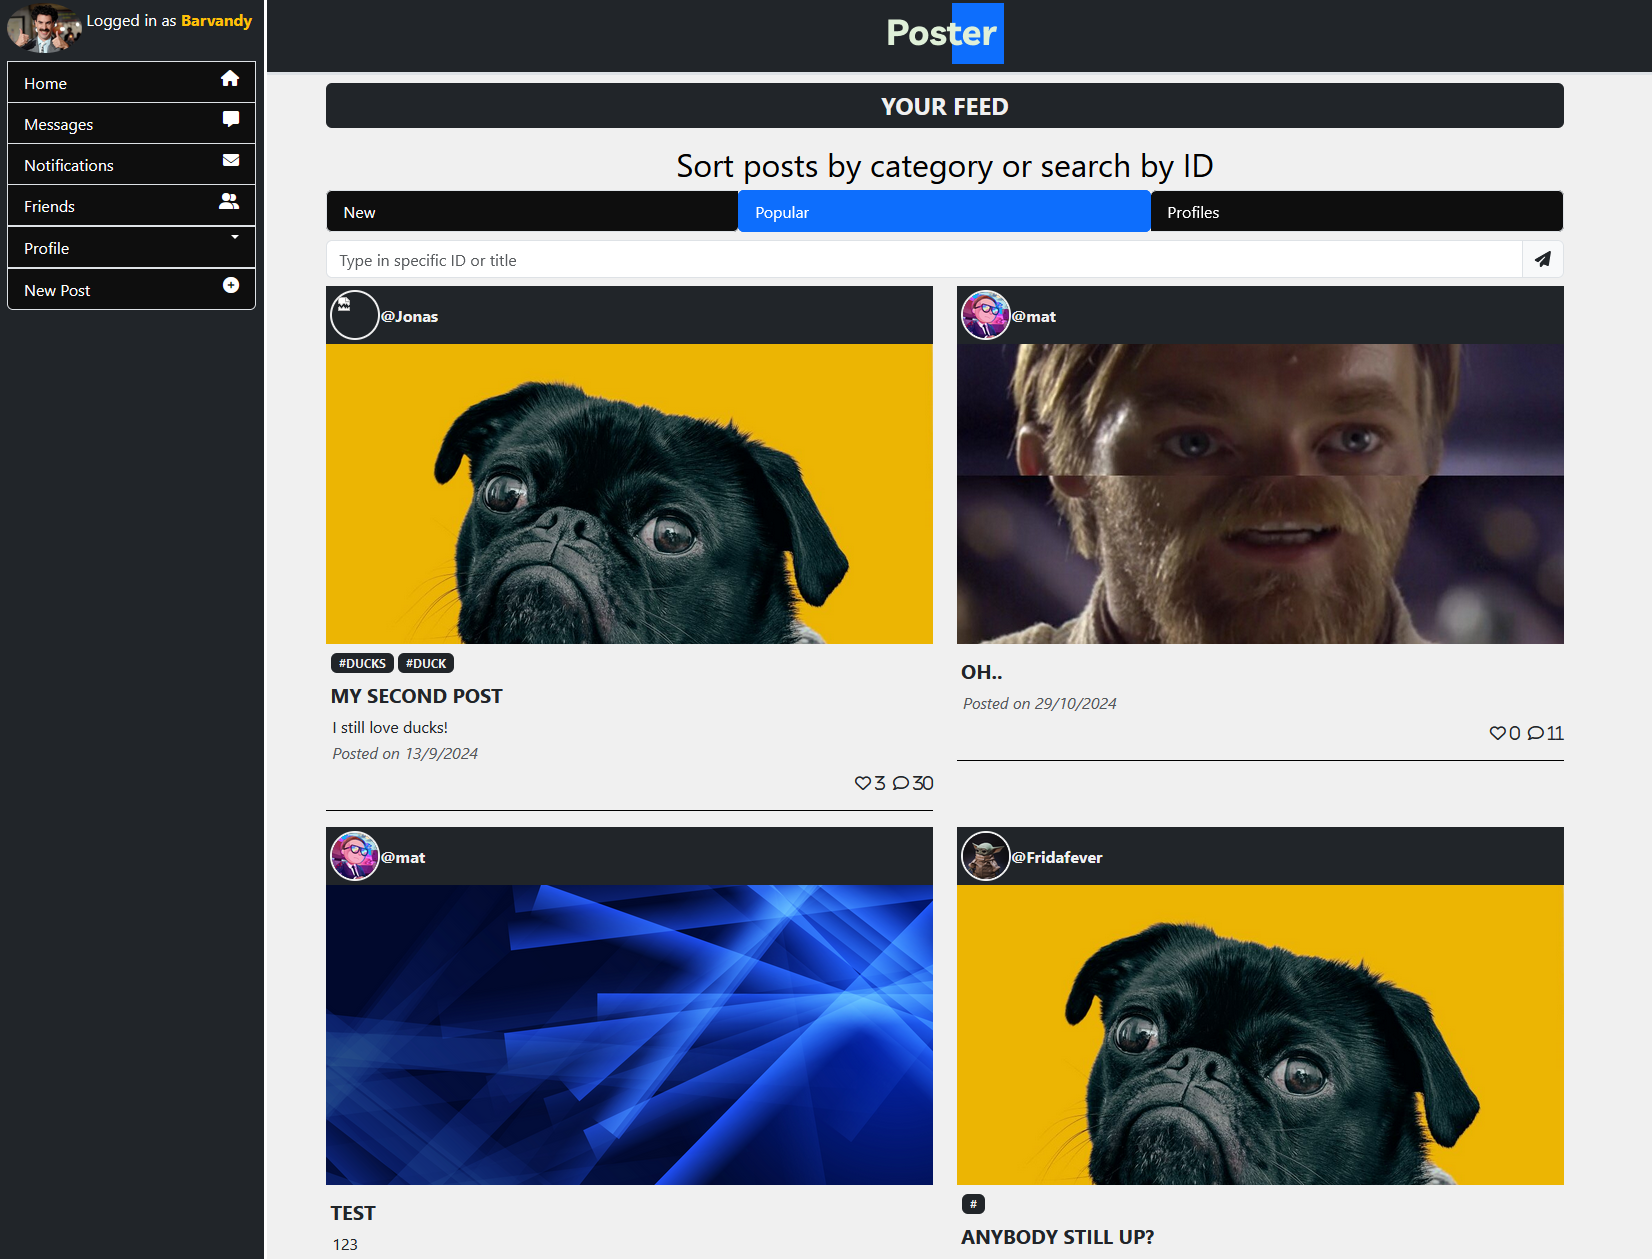 Logged in as Barvandy
Home
Messages
Notifications
Friends
Profile
New Post
Poster
YOUR FEED
Sort posts by category or search by ID
New
Popular
Profiles
Type in specific ID or title
@Jonas
#DUCKS #DUCK
MY SECOND POST
I still love ducks!
Posted on 13/9/2024
3 30
@mat
OH..
Posted on 29/10/2024
0 11
@mat
TEST
123
@Fridafever
#
ANYBODY STILL UP?